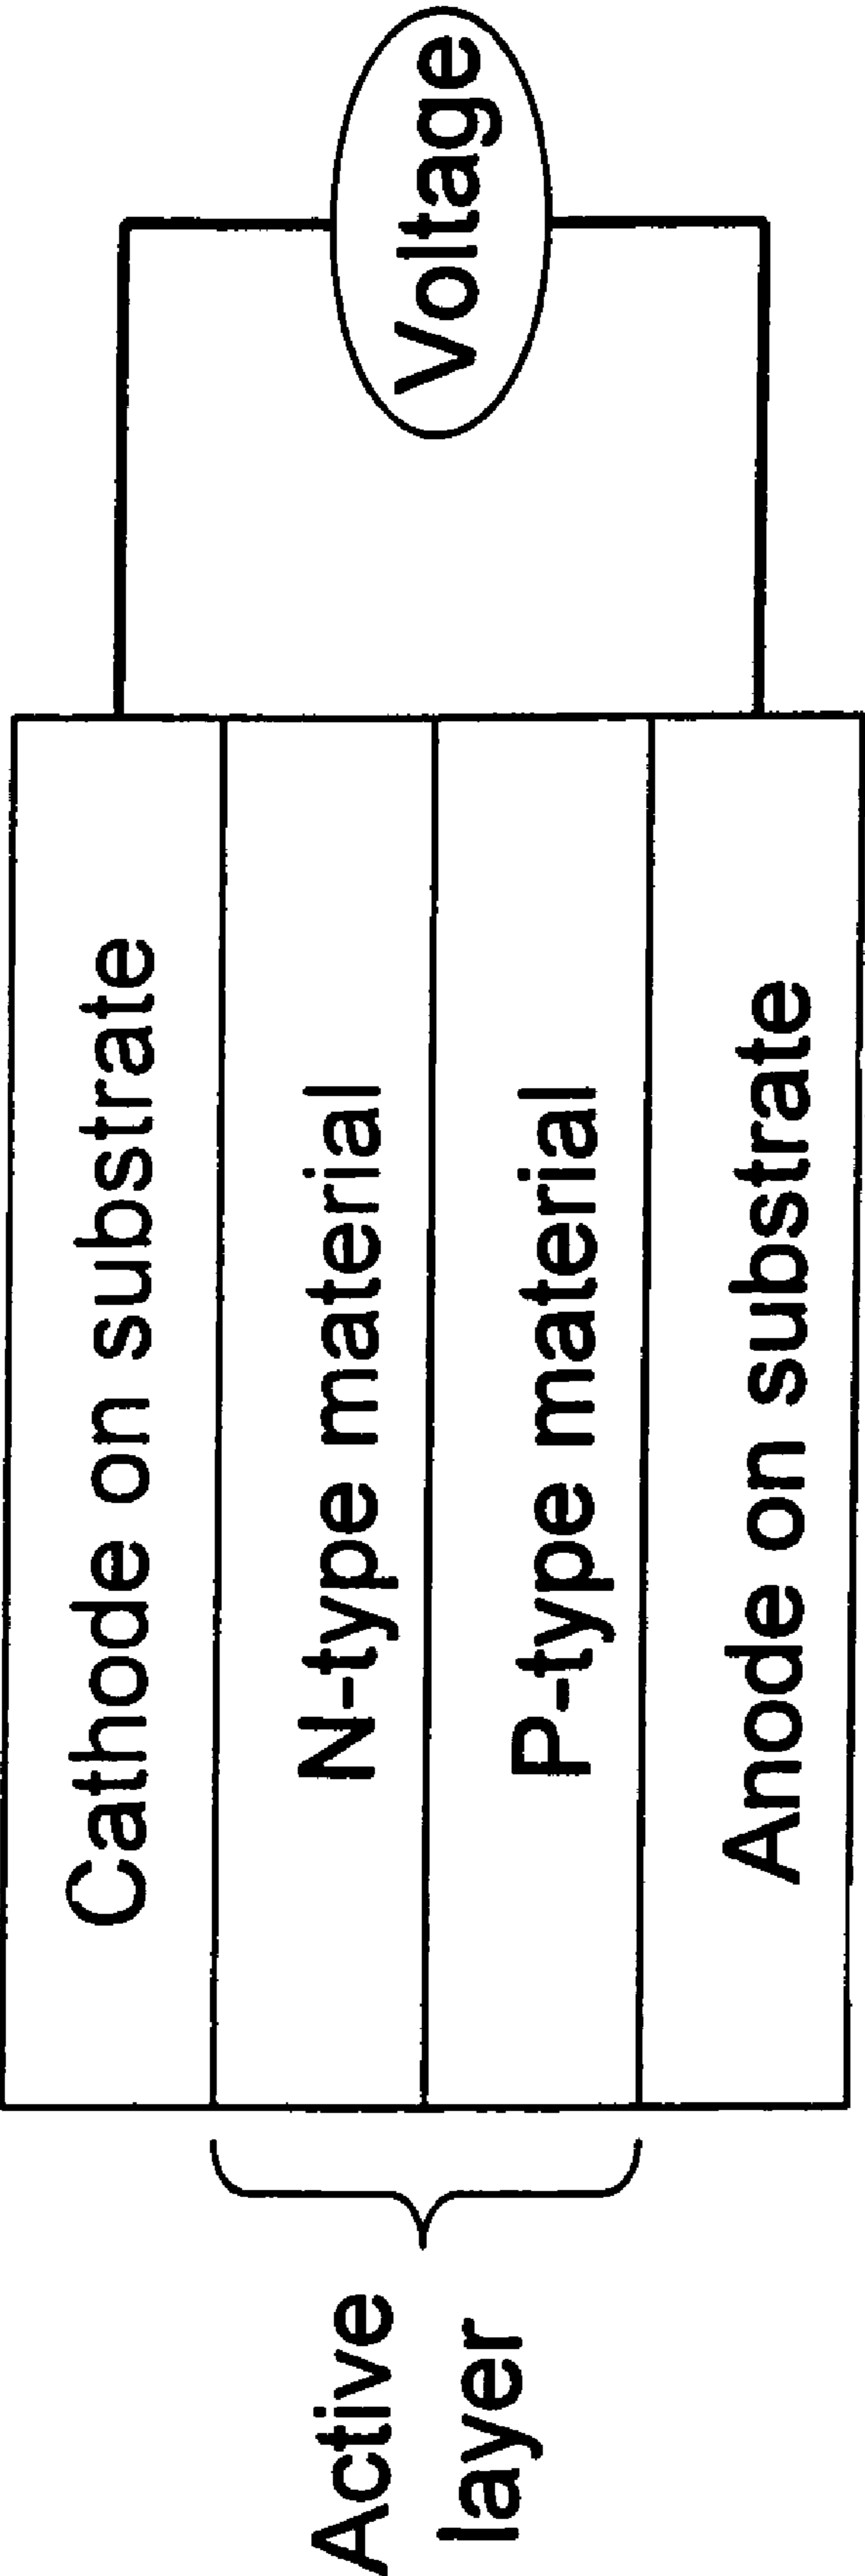 Cathode on substrate
N-type material
P-type material
Anode on substrate
Active
layer
Voltage